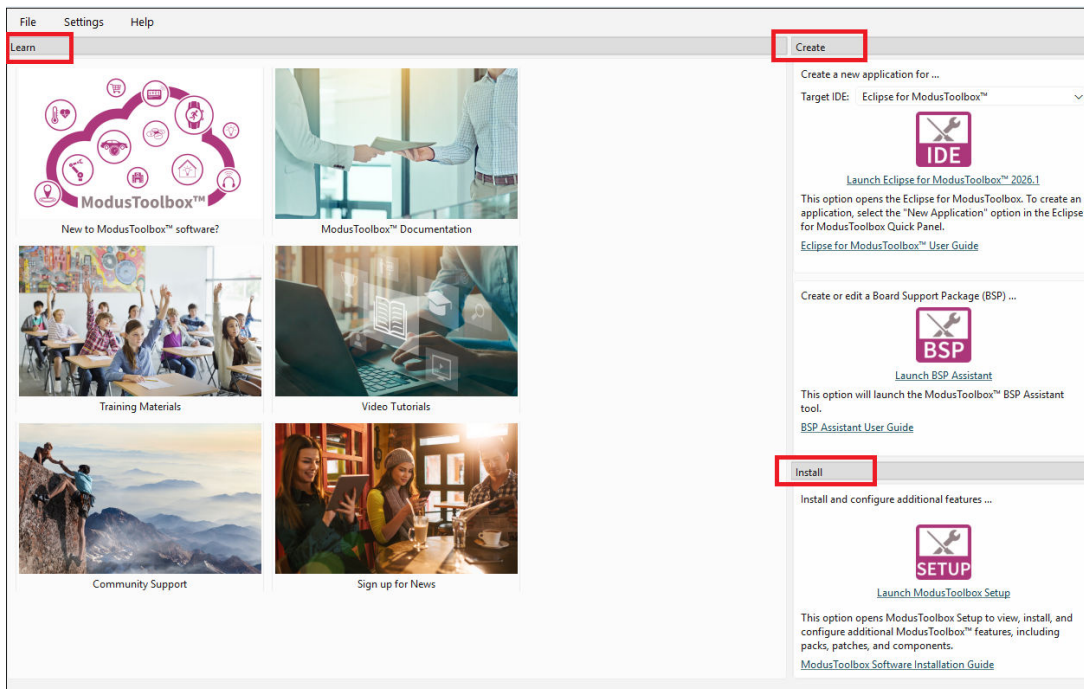 File Settings Help
Learn
ModusToolbox™
New to ModusToolbox™ software?
ModusToolbox™ Documentation
Training Materials
Video Tutorials
Community Support
Sign up for News
Create
Create a new application for ...
Target IDE: Eclipse for ModusToolbox™
IDE
Launch Eclipse for ModusToolbox™ 2026.1
This option opens the Eclipse for ModusToolbox. To create an
application, select the "New Application" option in the Eclipse
for ModusToolbox Quick Panel.
Eclipse for ModusToolbox™ User Guide
Create or edit a Board Support Package (BSP) ...
BSP
Launch BSP Assistant
This option will launch the ModusToolbox™ BSP Assistant
tool.
BSP Assistant User Guide
Install
Install and configure additional features ...
SETUP
Launch ModusToolbox Setup
This option opens ModusToolbox Setup to view, install, and
configure additional ModusToolbox™ features, including
packs, patches, and components.
ModusToolbox Software Installation Guide